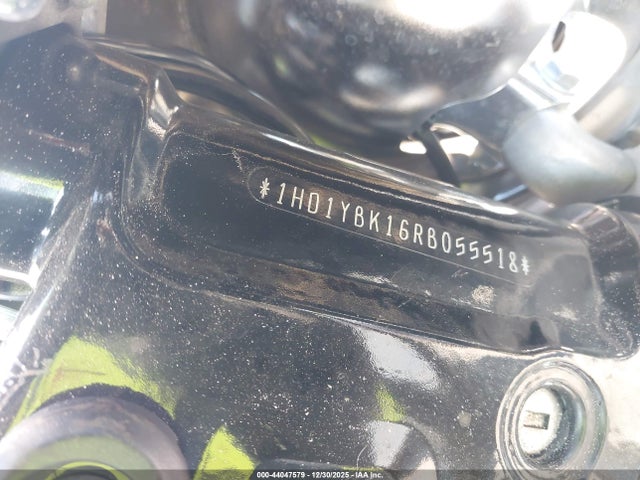 *1HD1YBK16RB055518*
000-44047579 - 12/30/2025 - IAA Inc.